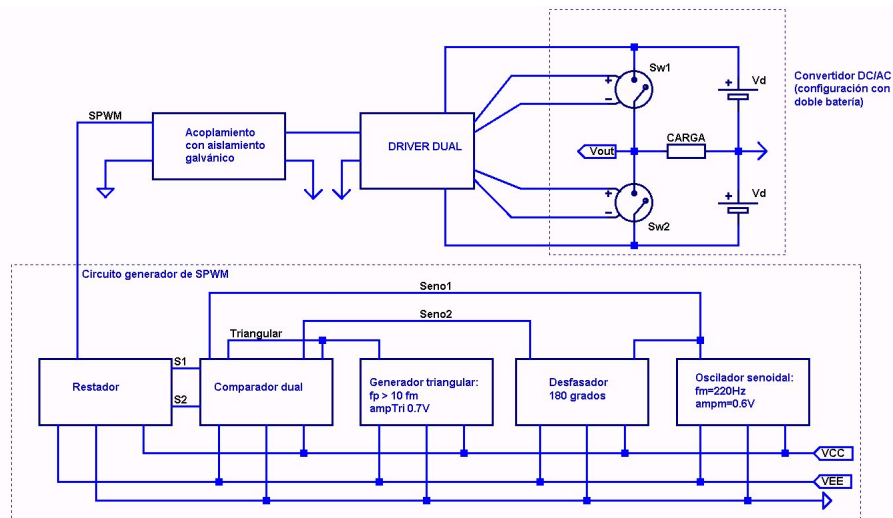 Sw1
Vd
Convertidor DC/AC
(configuración con
doble batería)
SPWM
Acoplamiento
con aislamiento
galvánico
DRIVER DUAL
Vout
CARGA
Vd
Sw2
Circuito generador de SPWM
Seno1
Seno2
Triangular
Restador
S1
S2
Comparador dual
Generador triangular:
fp > 10 fm
ampTri 0.7V
Desfasador
180 grados
Oscilador senoidal:
fm=220Hz
ampm=0.6V
VCC
VEE